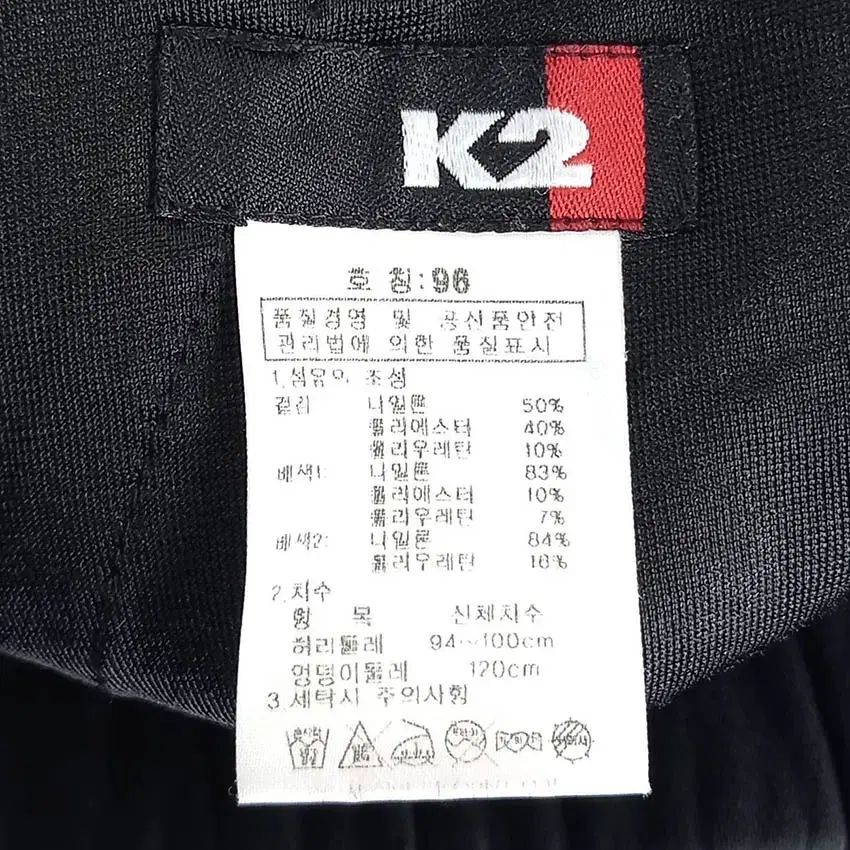 K2
호 칭:96
품질경영 및 공산품안전
관리법에 의한 품질표시
1.섬유의 조성
겉감 나일론 50%
폴리에스터 40%
폴리우레탄 10%
배색1: 나일론 83%
폴리에스터 10%
폴리우레탄 7%
배색2: 나일론 84%
폴리우레탄 16%
2.치수
항 목 신체치수
허리둘레 94~100cm
엉덩이둘레 120cm
3.세탁시 주의사항